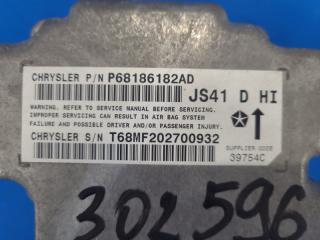 CHRYSLER P/N P68186182AD
JS41 D HI
WARNING. REFER TO SERVICE MANUAL BEFORE SERVICING.
IMPROPER SERVICING CAN RESULT IN AIR BAG SYSTEM
FAILURE AND POSSIBLE DRIVER AND/OR PASSENGER INJURY.
CHRYSLER S/N T68MF202700932
SUPPLIER CODE
39754C
302596